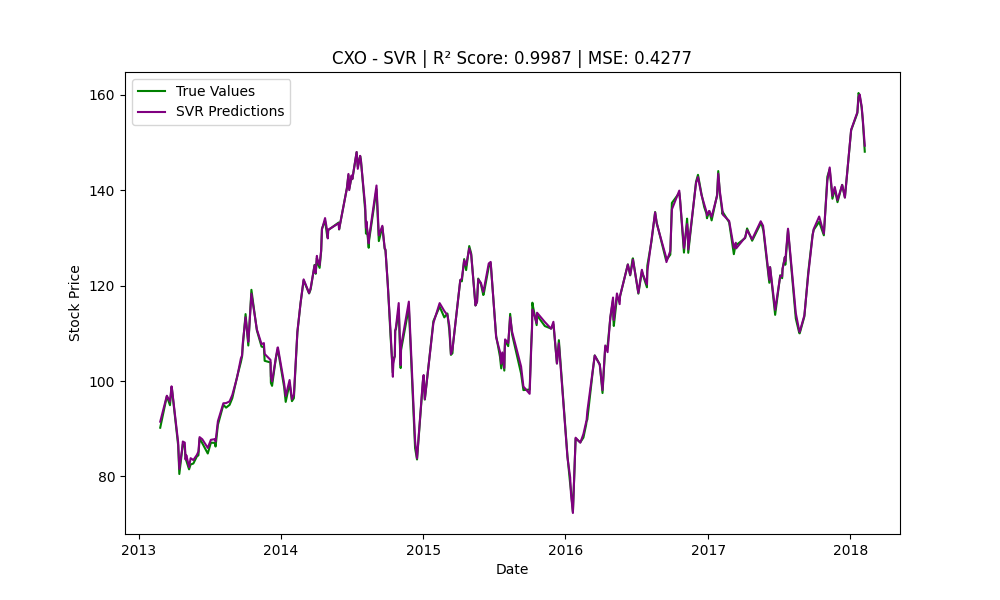 CXO - SVR | R² Score: 0.9987 | MSE: 0.4277
True Values
SVR Predictions
160
140
120
100
80
Stock Price
2013 2014 2015 2016 2017 2018
Date